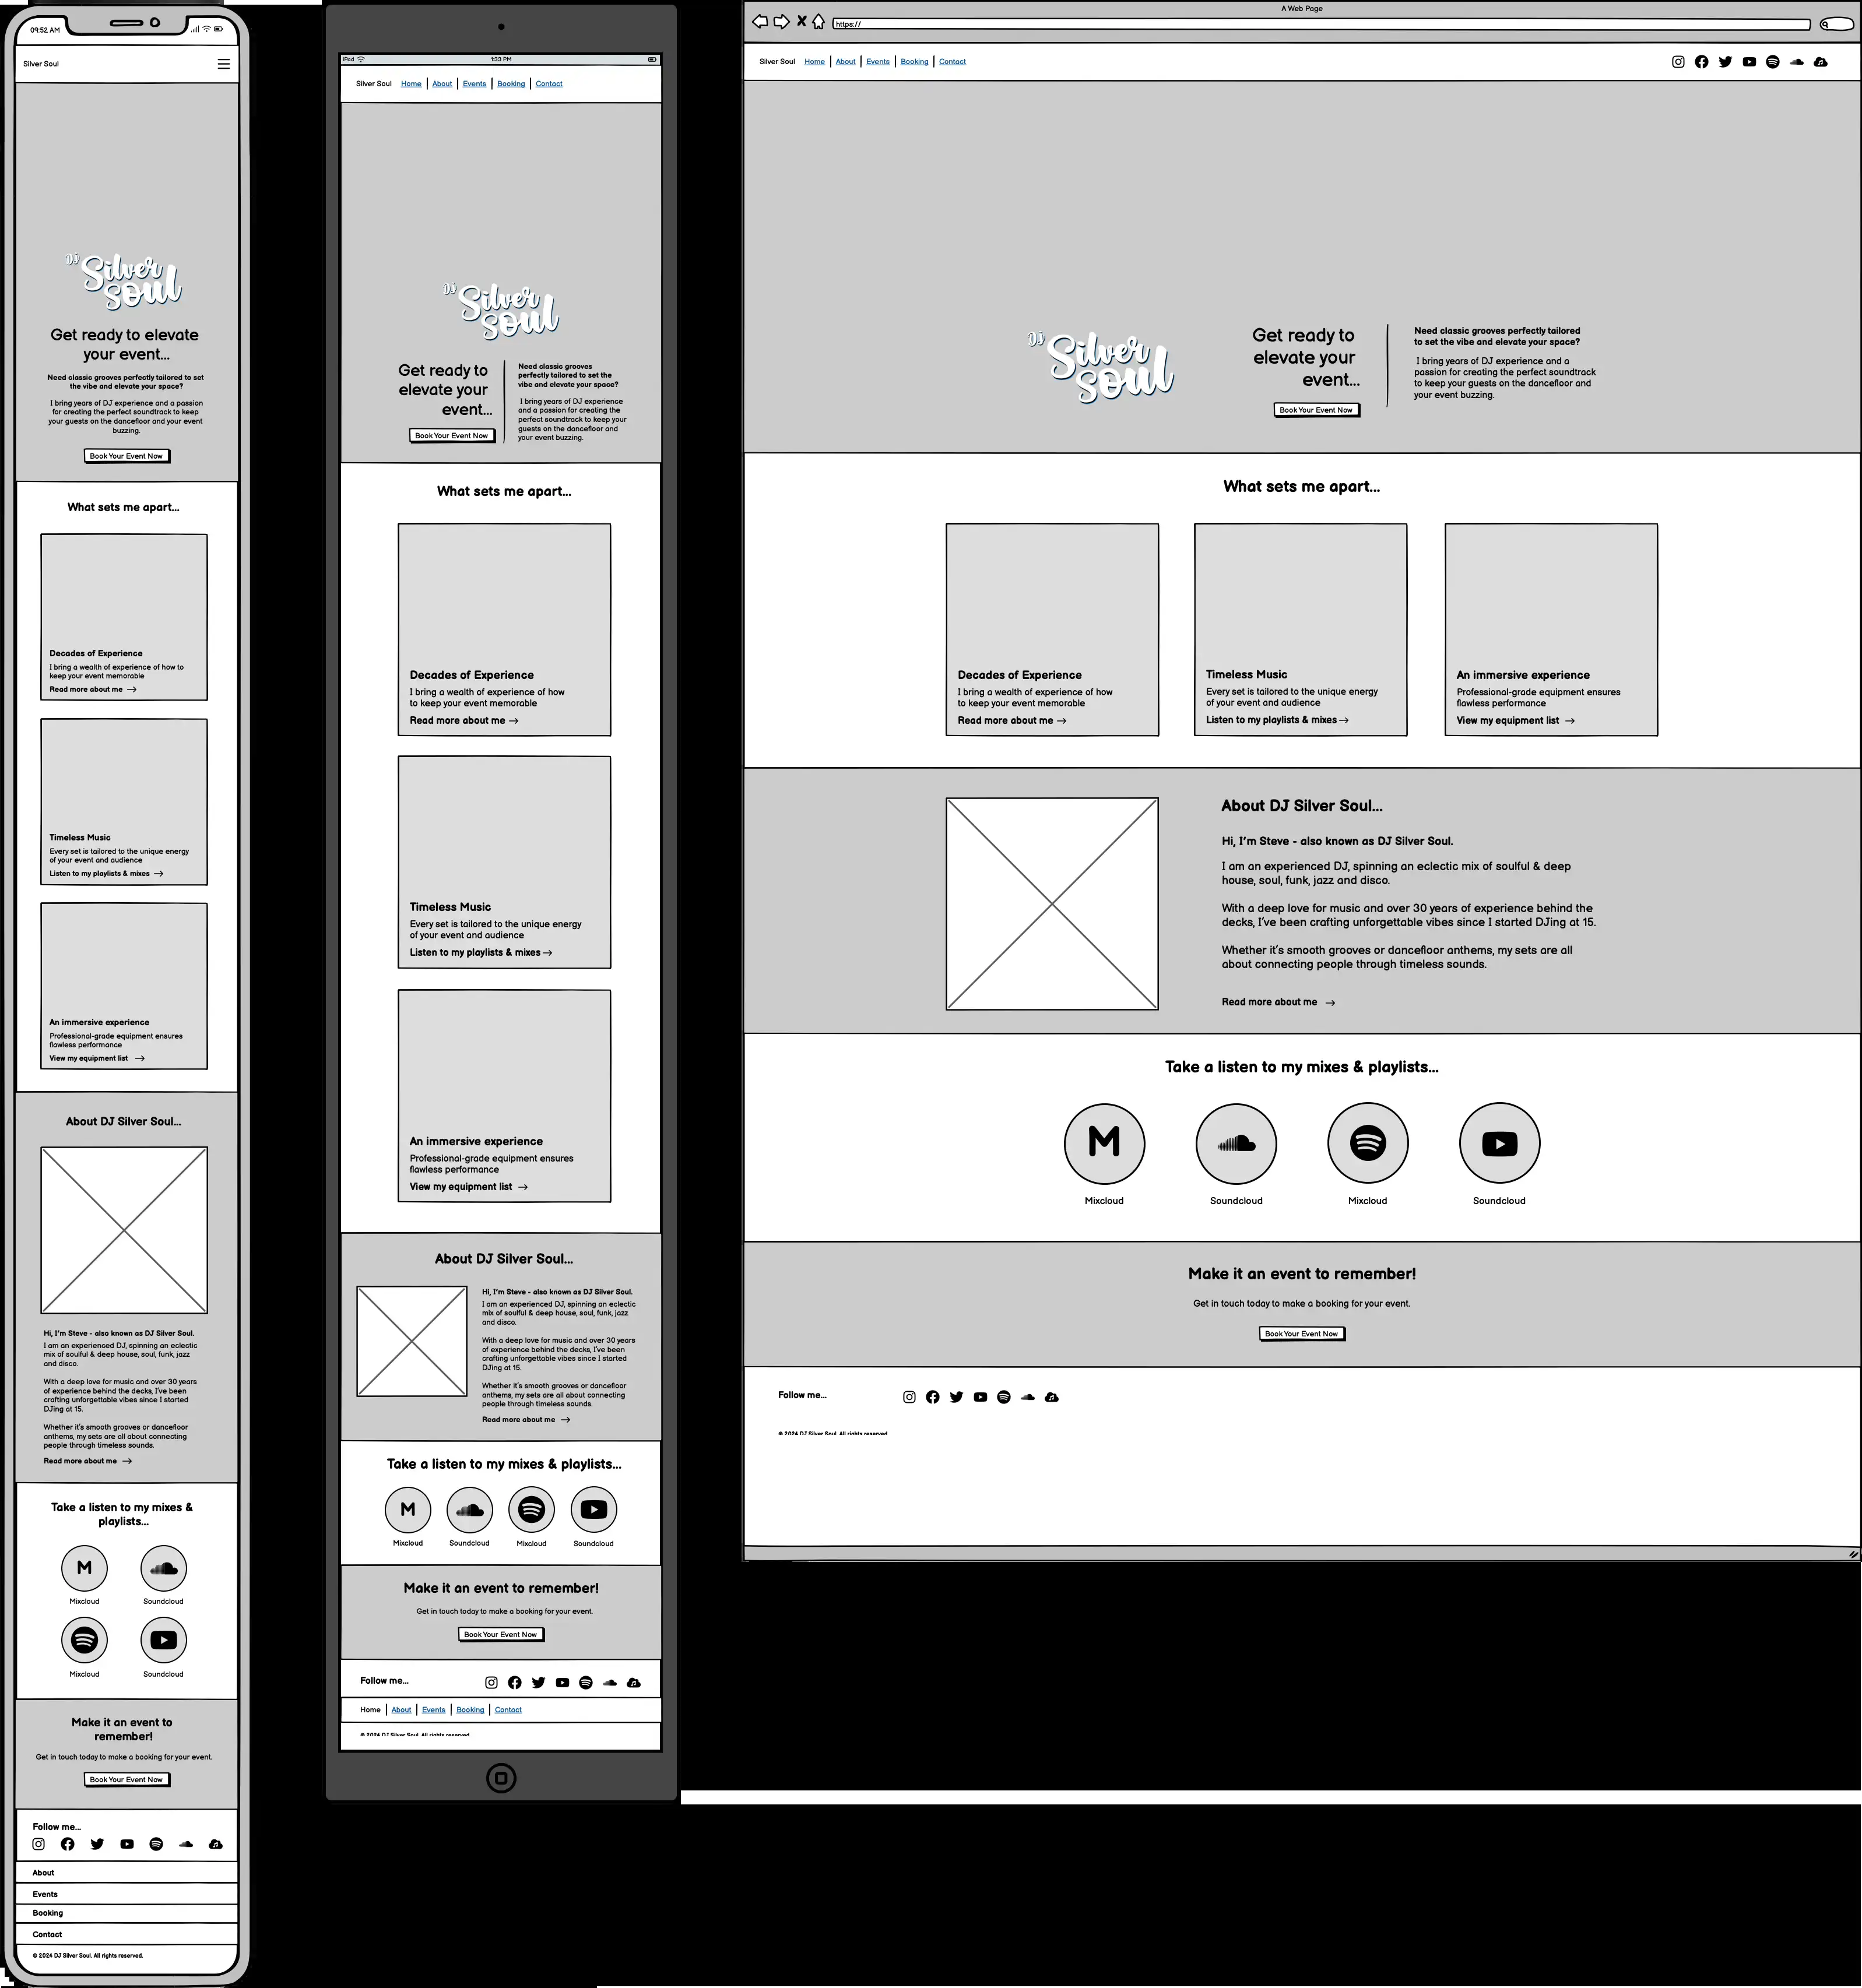 09:52 AM
Silver Soul
DJ
Silver
Soul
Get ready to elevate
your event...
Need classic grooves perfectly tailored to set
the vibe and elevate your space?
I bring years of DJ experience and a passion
for creating the perfect soundtrack to keep
your guests on the dancefloor and your event
buzzing.
Book Your Event Now
What sets me apart...
Decades of Experience
I bring a wealth of experience of how to
keep your event memorable
Read more about me →
Timeless Music
Every set is tailored to the unique energy
of your event and audience
Listen to my playlists & mixes →
An immersive experience
Professional-grade equipment ensures
flawless performance
View my equipment list →
About DJ Silver Soul...
Hi, I'm Steve - also known as DJ Silver Soul.
I am an experienced DJ, spinning an eclectic
mix of soulful & deep house, soul, funk, jazz
and disco.
With a deep love for music and over 30 years
of experience behind the decks, I've been
crafting unforgettable vibes since I started
DJing at 15.
Whether it's smooth grooves or dancefloor
anthems, my sets are all about connecting
people through timeless sounds.
Read more about me →
Take a listen to my mixes &
playlists...
M
Mixcloud
Soundcloud
Mixcloud
Soundcloud
Make it an event to
remember!
Get in touch today to make a booking for your event.
Book Your Event Now
Follow me...
About
Events
Booking
Contact
© 2024 DJ Silver Soul. All rights reserved.
iPad
1:33 PM
Silver Soul Home | About | Events | Booking | Contact
DJ
Silver
Soul
Get ready to
elevate your
event...
Book Your Event Now
Need classic grooves
perfectly tailored to set the
vibe and elevate your space?
I bring years of DJ experience
and a passion for creating the
perfect soundtrack to keep your
guests on the dancefloor and
your event buzzing.
What sets me apart...
Decades of Experience
I bring a wealth of experience of how
to keep your event memorable
Read more about me →
Timeless Music
Every set is tailored to the unique energy
of your event and audience
Listen to my playlists & mixes →
An immersive experience
Professional-grade equipment ensures
flawless performance
View my equipment list →
About DJ Silver Soul...
Hi, I'm Steve - also known as DJ Silver Soul.
I am an experienced DJ, spinning an eclectic
mix of soulful & deep house, soul, funk, jazz
and disco.
With a deep love for music and over 30 years
of experience behind the decks, I've been
crafting unforgettable vibes since I started
DJing at 15.
Whether it's smooth grooves or dancefloor
anthems, my sets are all about connecting
people through timeless sounds.
Read more about me →
Take a listen to my mixes & playlists...
M
Mixcloud
Soundcloud
Mixcloud
Soundcloud
Make it an event to remember!
Get in touch today to make a booking for your event.
Book Your Event Now
Follow me...
Home | About | Events | Booking | Contact
© 2024 DJ Silver Soul. All rights reserved
A Web Page
https://
Silver Soul Home | About | Events | Booking | Contact
DJ
Silver
Soul
Get ready to
elevate your
event...
Book Your Event Now
Need classic grooves perfectly tailored
to set the vibe and elevate your space?
I bring years of DJ experience and a
passion for creating the perfect soundtrack
to keep your guests on the dancefloor and
your event buzzing.
What sets me apart...
Decades of Experience
I bring a wealth of experience of how
to keep your event memorable
Read more about me →
Timeless Music
Every set is tailored to the unique energy
of your event and audience
Listen to my playlists & mixes →
An immersive experience
Professional-grade equipment ensures
flawless performance
View my equipment list →
About DJ Silver Soul...
Hi, I'm Steve - also known as DJ Silver Soul.
I am an experienced DJ, spinning an eclectic mix of soulful & deep
house, soul, funk, jazz and disco.
With a deep love for music and over 30 years of experience behind the
decks, I've been crafting unforgettable vibes since I started DJing at 15.
Whether it's smooth grooves or dancefloor anthems, my sets are all
about connecting people through timeless sounds.
Read more about me →
Take a listen to my mixes & playlists...
M
Mixcloud
Soundcloud
Mixcloud
Soundcloud
Make it an event to remember!
Get in touch today to make a booking for your event.
Book Your Event Now
Follow me...
© 2024 DJ Silver Soul. All rights reserved